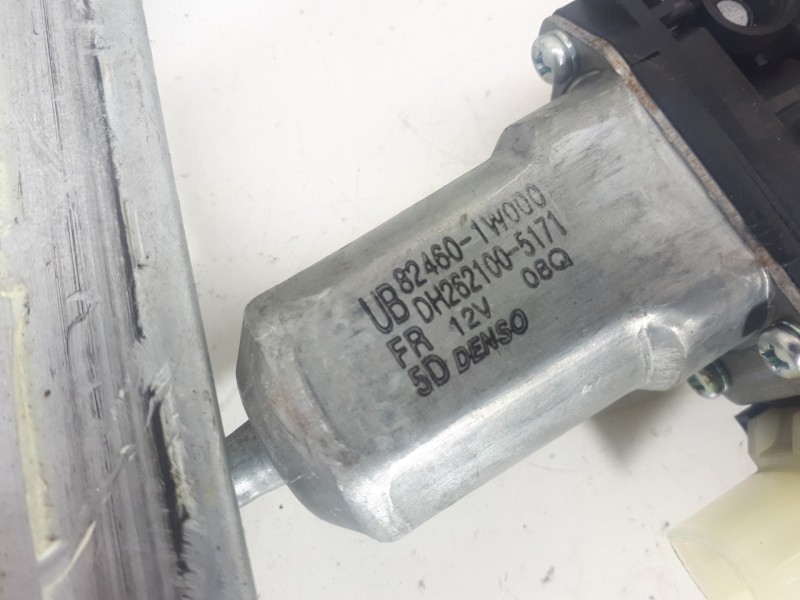 UB 82460-1W000
DH262100-5171
FR 12V 08Q
5D DENSO